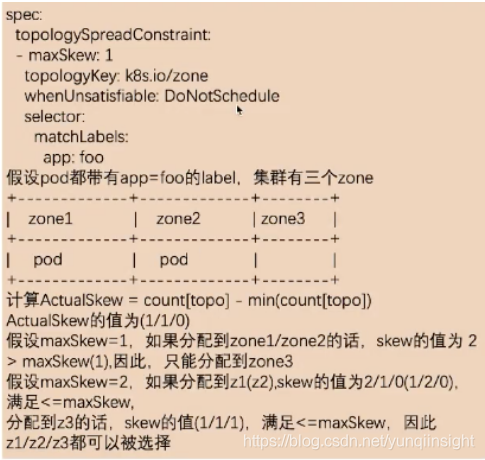 spec:
topologySpreadConstraint:
- maxSkew: 1
topologyKey: k8s.io/zone
whenUnsatisfiable: DoNotSchedule
selector:
matchLabels:
app: foo
假设pod都带有app=foo的label，集群有三个zone
+-------------+-------------+--------+
| zone1 | zone2 | zone3 |
+-------------+-------------+--------+
| pod | pod | |
+-------------+-------------+--------+
计算ActualSkew = count[topo] - min(count[topo])
ActualSkew的值为(1/1/0)
假设maxSkew=1，如果分配到zone1/zone2的话，skew的值为 2
> maxSkew(1),因此，只能分配到zone3
假设maxSkew=2，如果分配到z1(z2),skew的值为2/1/0(1/2/0),
满足<=maxSkew,
分配到z3的话，skew的值(1/1/1)，满足<=maxSkew，因此
z1/z2/z3都可以被选择
https://blog.csdn.net/yunqiinsight